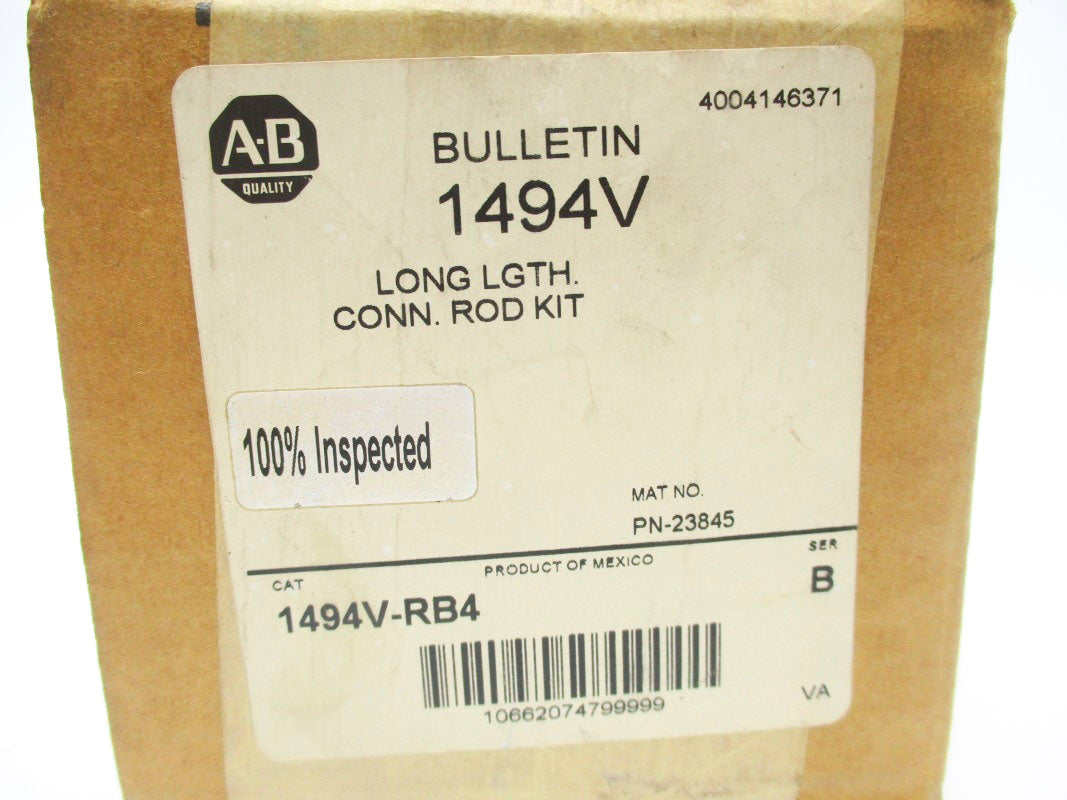 A-B
QUALITY
4004146371
BULLETIN
1494V
LONG LGTH.
CONN. ROD KIT
100% Inspected
MAT NO.
PN-23845
PRODUCT OF MEXICO
SER
B
CAT
1494V-RB4
10662074799999
VA